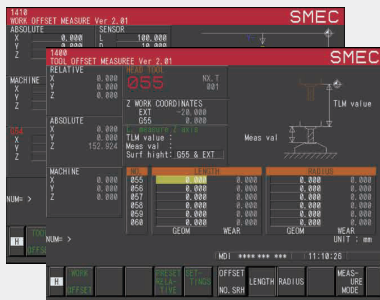 1410
WORK OFFSET MEASURE Ver 2.01
SMEC
ABSOLUTE
SENSOR
X 0,000
L 100,000
Y 0,000
D 10,000
Z
MACHINE
X
Y
Z
G54
X
Y
Z
NUM= >
H
1400
TOOL OFFSET MEASUREE Ver 2.01
SMEC
RELATIVE
HEAD TOOL
X 0,000
Y 0,000
Z 0,000
055
NX.T
001
Z WORK COORDINATES
EXT -20,000
G55 0,000
ABSOLUTE
X 0,000
Y 0,000
Z 152.924
L. measure Z axis
TLM value :
Meas val :
Surf hight: G55 & EXT
TLM value
Meas val
MACHINE
X 0,000
Y 0,000
Z 0,000
NO. LENGTH RADIUS
055 0,000 0,000 0,000 0,000
056 0,000 0,000 0,000 0,000
057 0,000 0,000 0,000 0,000
058 0,000 0,000 0,000 0,000
059 0,000 0,000 0,000 0,000
060 0,000 0,000 0,000 0,000
GEOM WEAR GEOM WEAR
NUM= >
UNIT : mm
MDI **** *** *** 11:10:26
H
WORK OFFSET
PRESET RELA-TIVE
SET-TINGS
OFFSET NO.SRH
LENGTH
RADIUS
MEAS-URE MODE